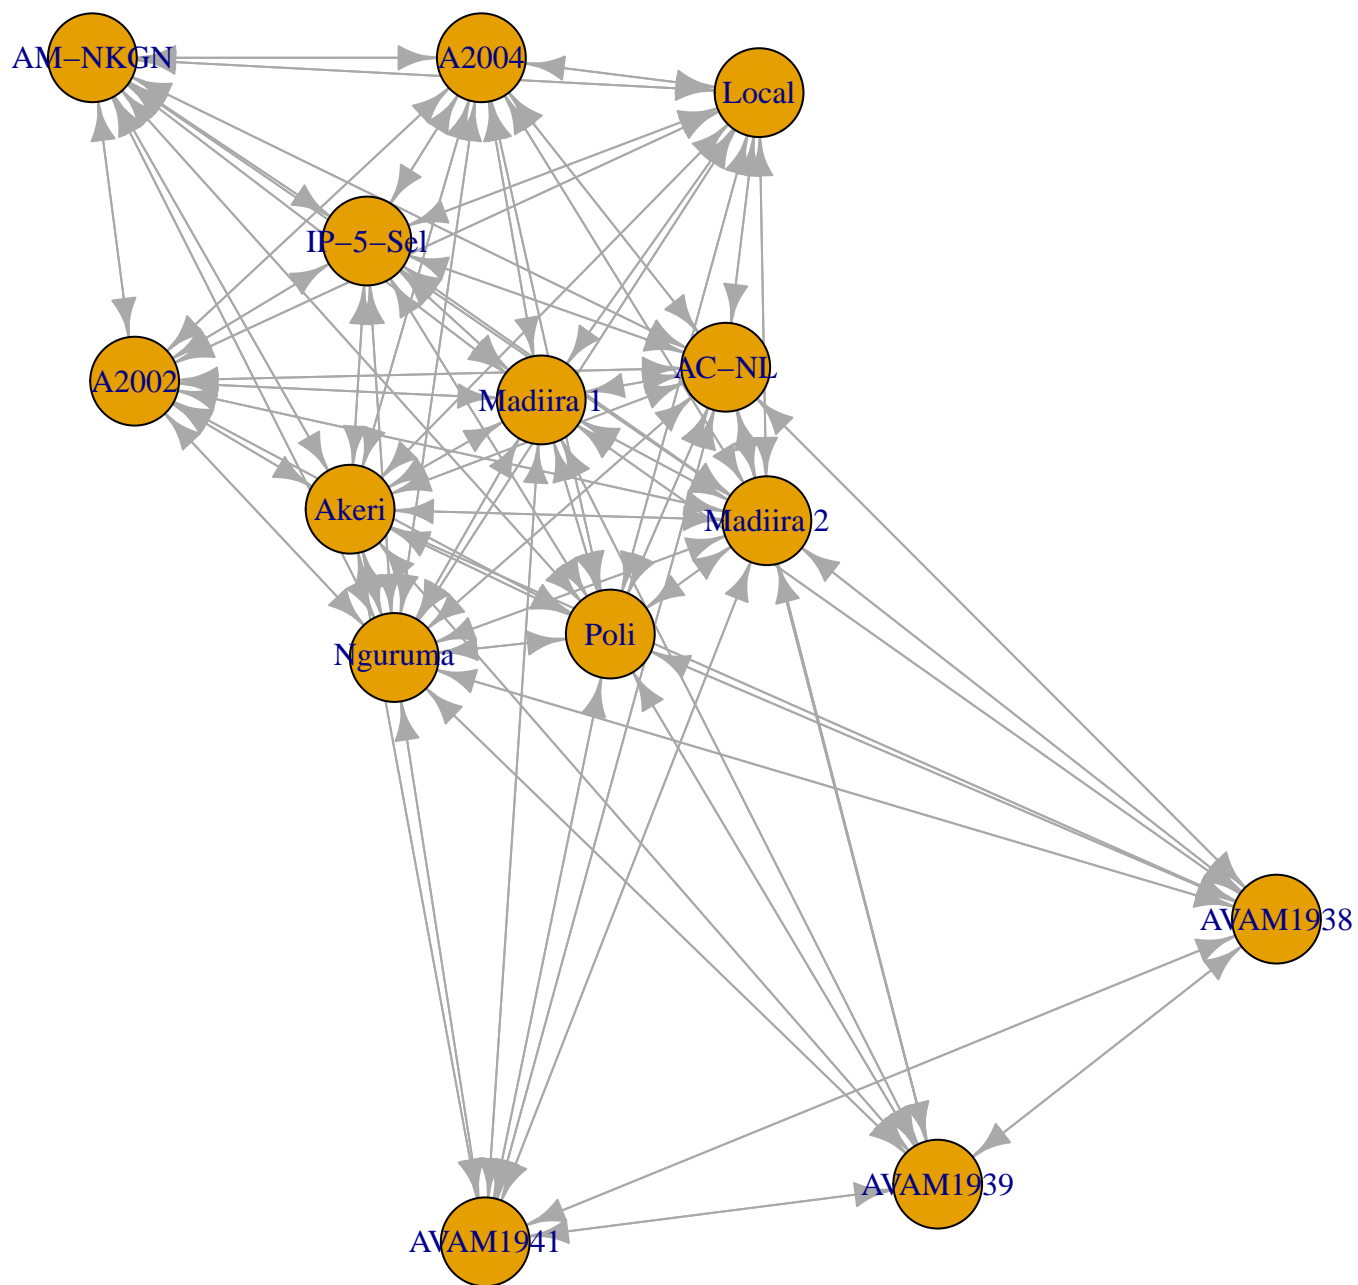 AM−NKGN
A2004
Local
IP−5−Sel
AC−NL
A2002
Madiira 1
Akeri
Madiira 2
Poli
Nguruma
AVAM1938
AVAM1939
AVAM1941